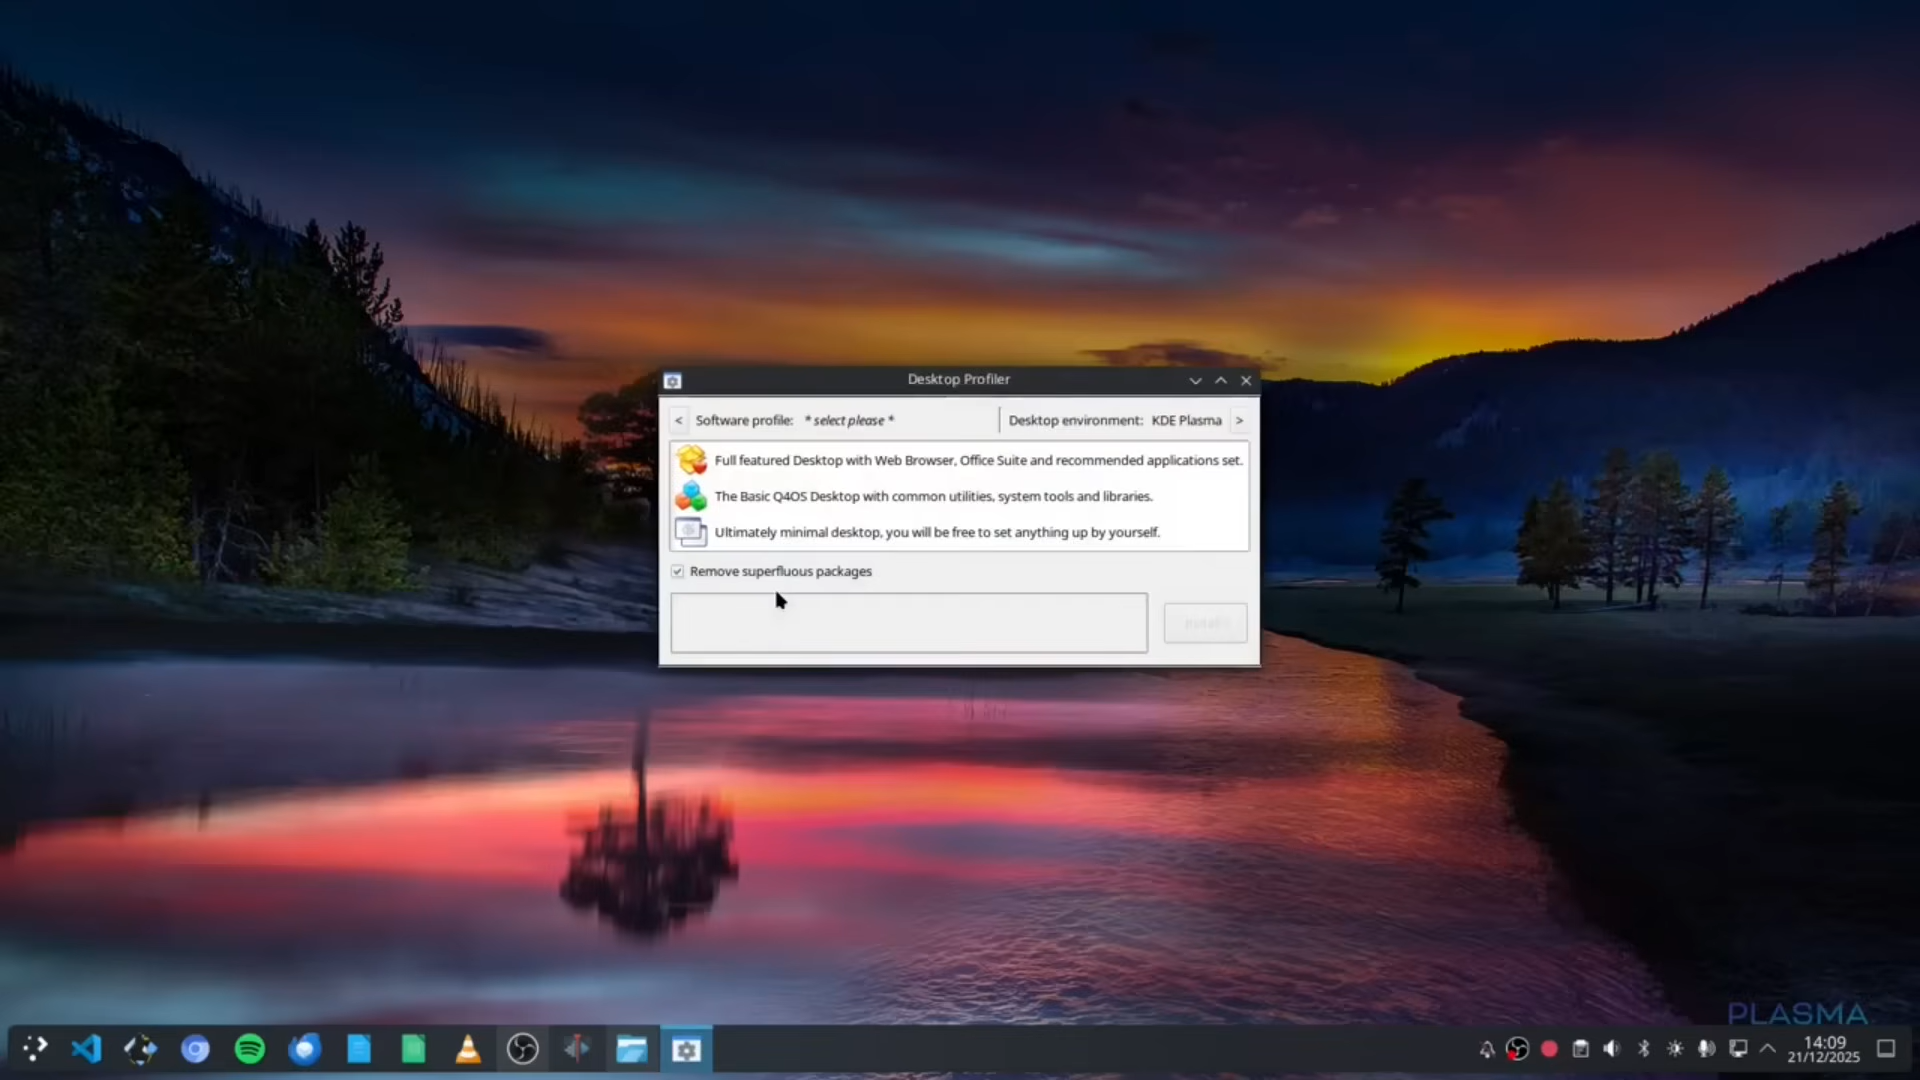 Desktop Profiler
< Software profile: * select please * Desktop environment: KDE Plasma >
Full featured Desktop with Web Browser, Office Suite and recommended applications set.
The Basic Q4OS Desktop with common utilities, system tools and libraries.
Ultimately minimal desktop, you will be free to set anything up by yourself.
Remove superfluous packages
PLASMA
14:09
21/12/2025